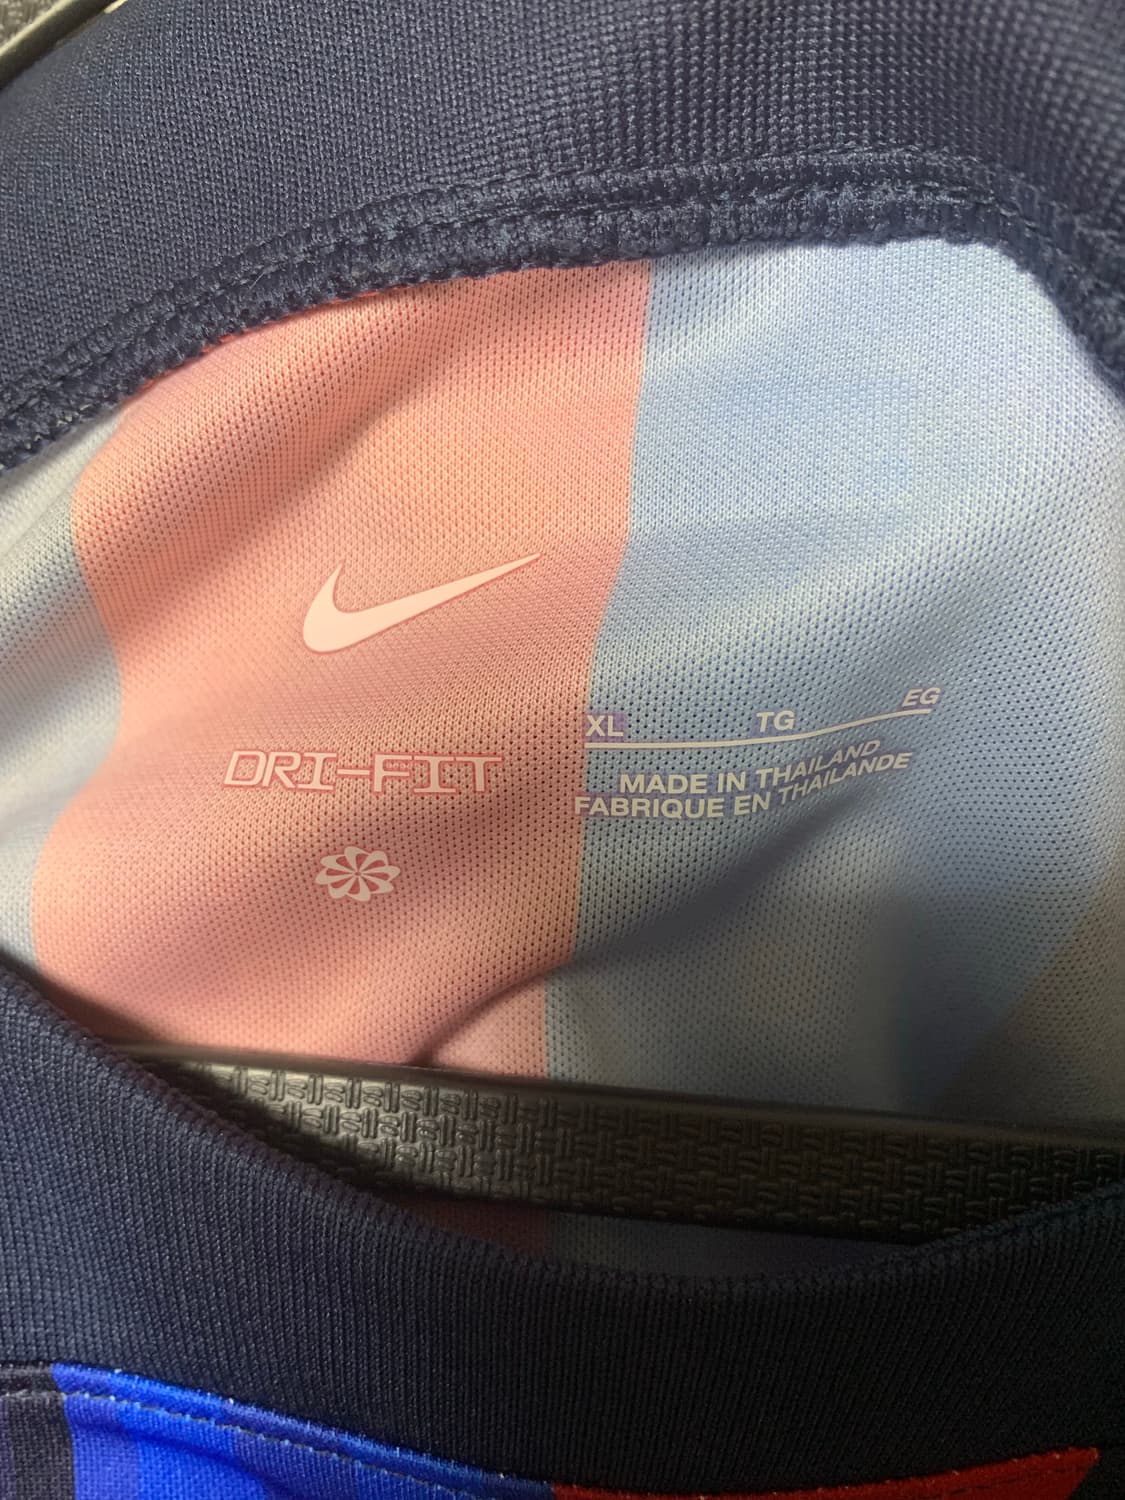 DRI-FIT
XL TG EG
MADE IN THAILAND
FABRIQUE EN THAILANDE